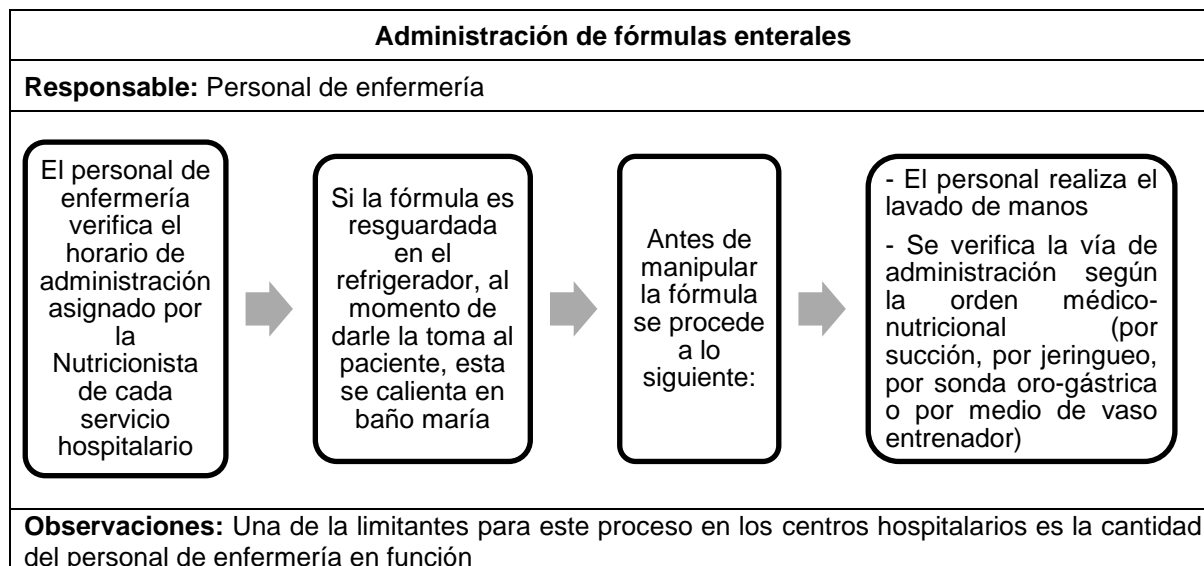 Administración de fórmulas enterales
Responsable: Personal de enfermería
El personal de
enfermería
verifica el
horario de
administración
asignado por
la
Nutricionista
de cada
servicio
hospitalario
Si la fórmula es
resguardada
en el
refrigerador, al
momento de
darle la toma al
paciente, esta
se calienta en
baño maría
Antes de
manipular
la fórmula
se procede
a lo
siguiente:
- El personal realiza el
lavado de manos
- Se verifica la vía de
administración según
la orden médico-
nutricional (por
succión, por jeringueo,
por sonda oro-gástrica
o por medio de vaso
entrenador)
Observaciones: Una de la limitantes para este proceso en los centros hospitalarios es la cantidad
del personal de enfermería en función